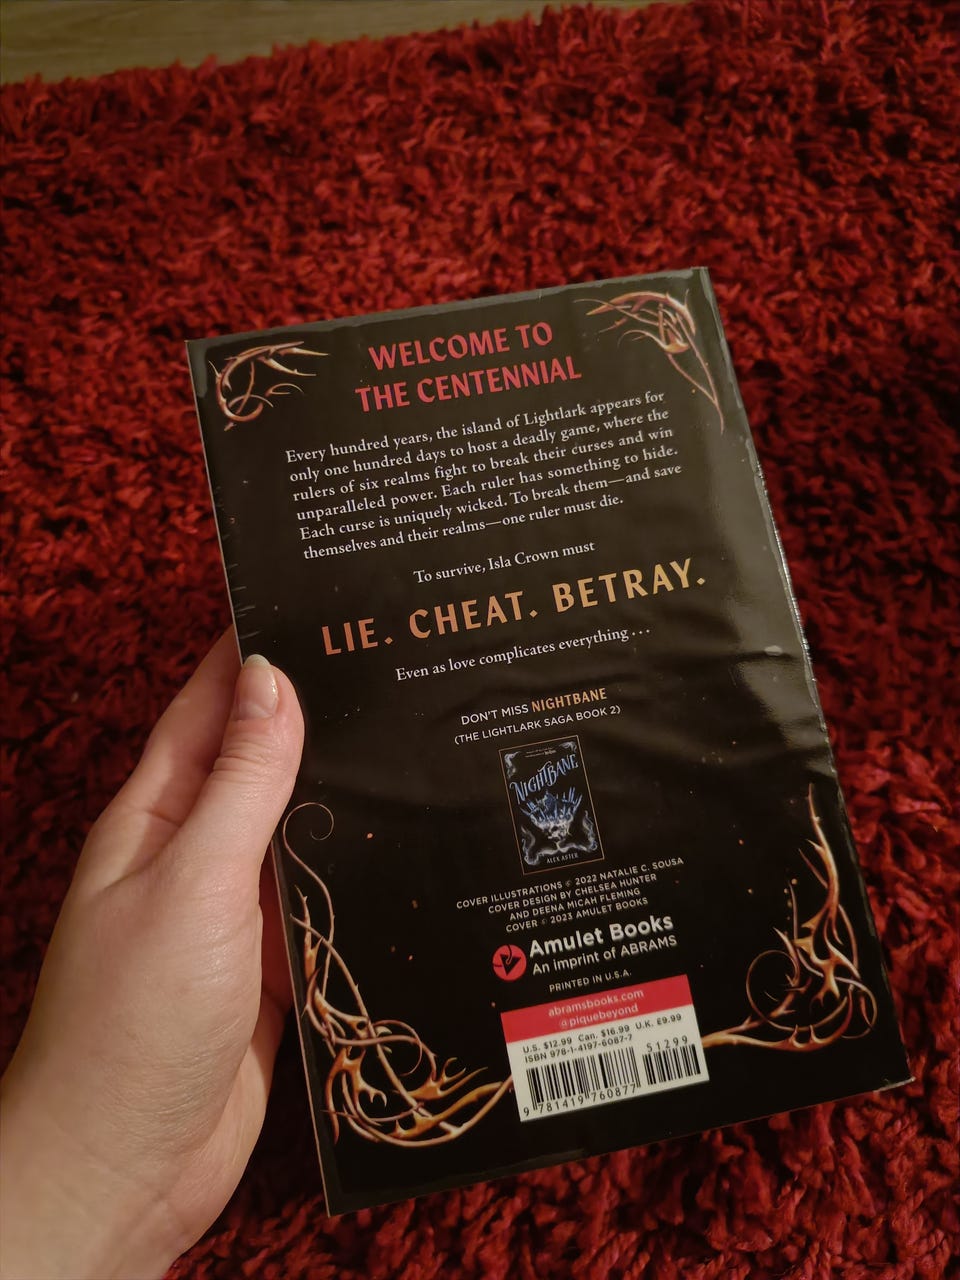 WELCOME TO
THE CENTENNIAL
Every hundred years, the island of Lightlark appears for
only one hundred days to host a deadly game, where the
rulers of six realms fight to break their curses and win
unparalleled power. Each ruler has something to hide.
Each curse is uniquely wicked. To break them—and save
themselves and their realms—one ruler must die.
To survive, Isla Crown must
LIE. CHEAT. BETRAY.
Even as love complicates everything . . .
DON'T MISS NIGHTBANE
(THE LIGHTLARK SAGA BOOK 2)
NIGHTBANE
ALEX ASTER
COVER ILLUSTRATIONS © 2022 NATALIE C. SOUSA
COVER DESIGN BY CHELSEA HUNTER
AND DEENA MICAH FLEMING
COVER © 2023 AMULET BOOKS
Amulet Books
An imprint of ABRAMS
PRINTED IN U.S.A.
abramsbooks.com
@piquebeyond
U.S. $12.99 Can. $16.99 U.K. £9.99
ISBN 978-1-4197-6087-7
51299
9 781419 760877